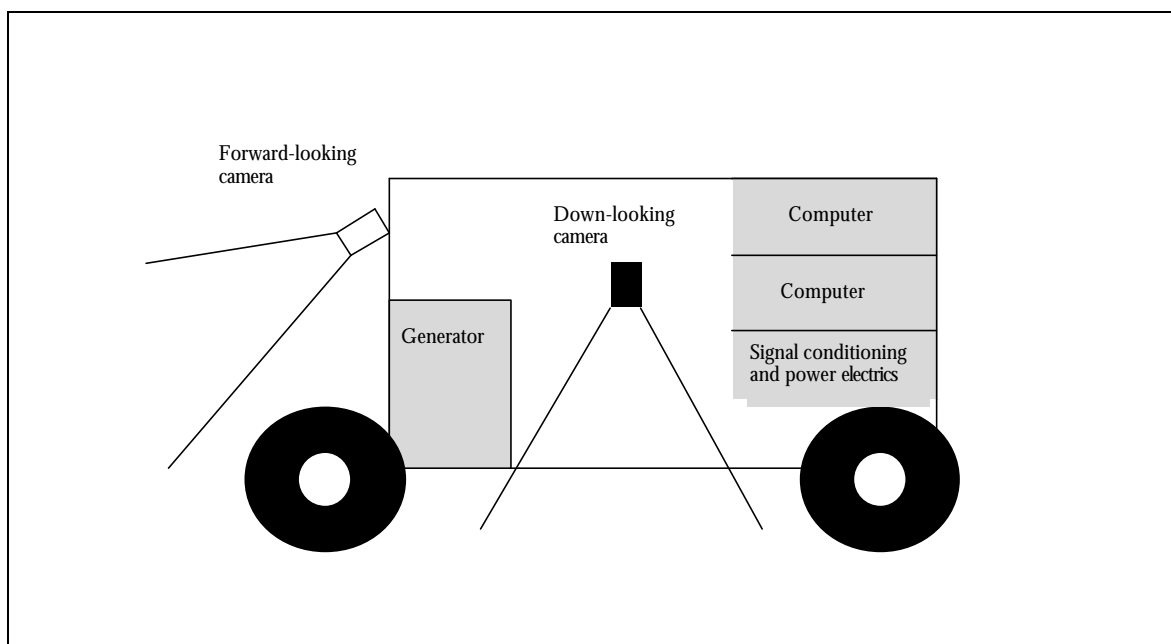 Forward-looking
camera
Down-looking
camera
Computer
Computer
Generator
Signal conditioning
and power electrics